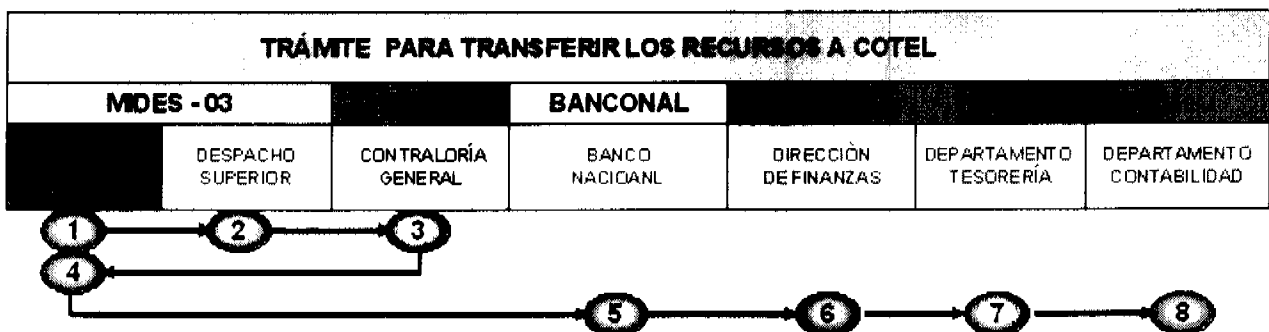 TRÁMITE PARA TRANSFERIR LOS RECURSOS A COTEL
MIDES - 03 BANCONAL
DESPACHO SUPERIOR
CONTRALORÍA GENERAL
BANCO NACIOANL
DIRECCIÓN DE FINANZAS
DEPARTAMENTO TESORERÍA
DEPARTAMENTO CONTABILIDAD
1 2 3
4
5 6 7 8